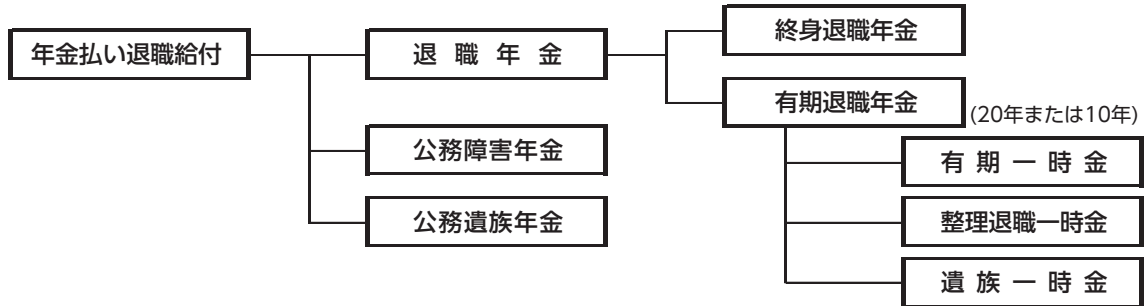 年金払い退職給付
退職年金
終身退職年金
有期退職年金
(20年または10年)
公務障害年金
公務遺族年金
有期一時金
整理退職一時金
遺族一時金